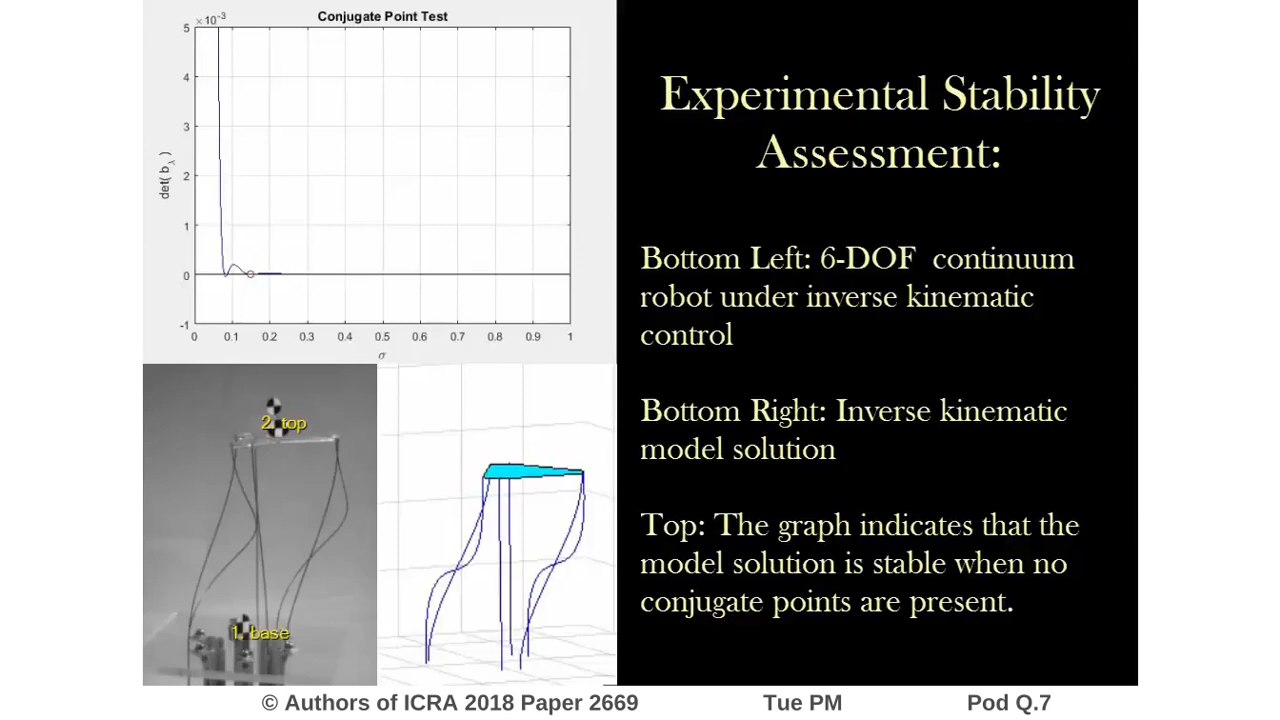 Conjugate Point Test
×10⁻³
5
4
3
2
1
0
-1
det( b_λ )
0 0.1 0.2 0.3 0.4 0.5 0.6 0.7 0.8 0.9 1
σ
2. top
1. base
Experimental Stability
Assessment:
Bottom Left: 6-DOF continuum
robot under inverse kinematic
control
Bottom Right: Inverse kinematic
model solution
Top: The graph indicates that the
model solution is stable when no
conjugate points are present.
© Authors of ICRA 2018 Paper 2669 Tue PM Pod Q.7